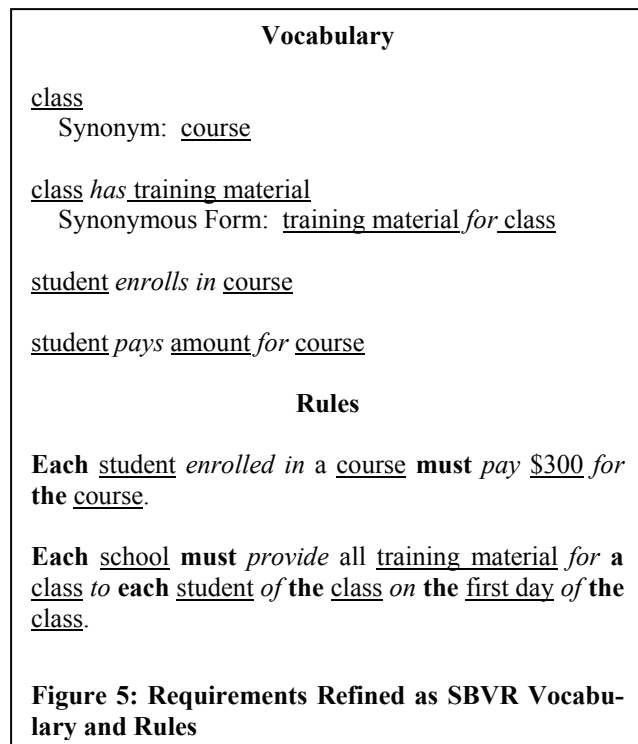 Vocabulary
class
Synonym: course
class has training material
Synonymous Form: training material for class
student enrolls in course
student pays amount for course
Rules
Each student enrolled in a course must pay $300 for
the course.
Each school must provide all training material for a
class to each student of the class on the first day of the
class.
Figure 5: Requirements Refined as SBVR Vocabu-
lary and Rules